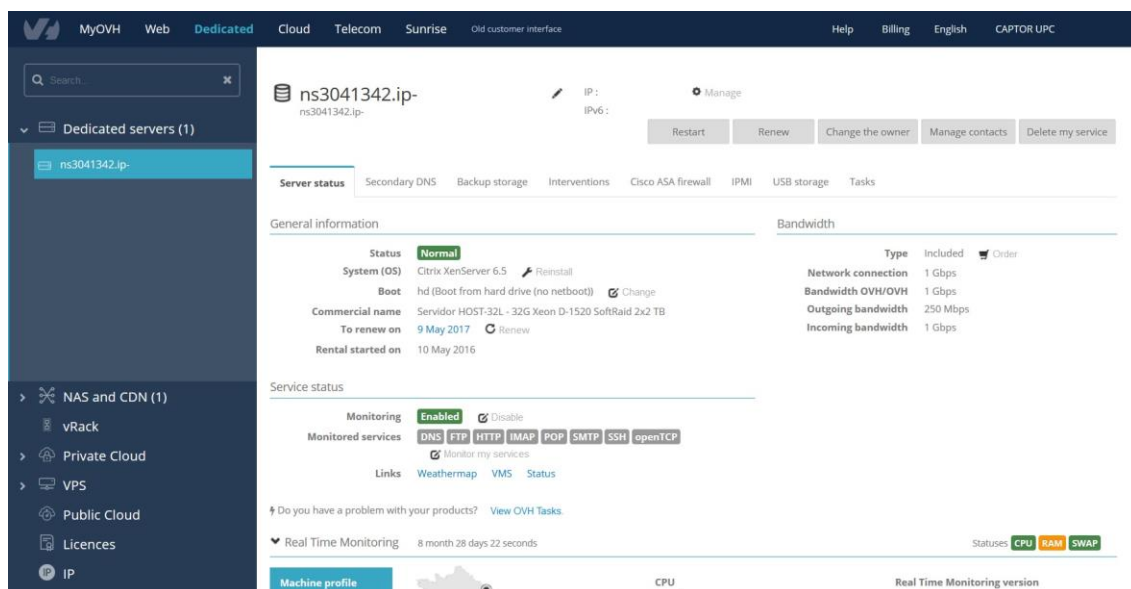 MyOVH Web Dedicated Cloud Telecom Sunrise Old customer interface Help Billing English CAPTOR UPC
Search...
Dedicated servers (1)
ns3041342.ip-
NAS and CDN (1)
vRack
Private Cloud
VPS
Public Cloud
Licences
IP
ns3041342.ip-
ns3041342.ip-
IP : Manage
IPv6 :
Restart Renew Change the owner Manage contacts Delete my service
Server status Secondary DNS Backup storage Interventions Cisco ASA firewall IPMI USB storage Tasks
General information
Status Normal
System (OS) Citrix XenServer 6.5 Reinstall
Boot hd (Boot from hard drive (no netboot)) Change
Commercial name Servidor HOST-32L - 32G Xeon D-1520 SoftRaid 2x2 TB
To renew on 9 May 2017 Renew
Rental started on 10 May 2016
Bandwidth
Type Included Order
Network connection 1 Gbps
Bandwidth OVH/OVH 1 Gbps
Outgoing bandwidth 250 Mbps
Incoming bandwidth 1 Gbps
Service status
Monitoring Enabled Disable
Monitored services DNS FTP HTTP IMAP POP SMTP SSH openTCP
Monitor my services
Links Weathermap VMS Status
Do you have a problem with your products? View OVH Tasks.
Real Time Monitoring 8 month 28 days 22 seconds Statuses CPU RAM SWAP
Machine profile CPU Real Time Monitoring version